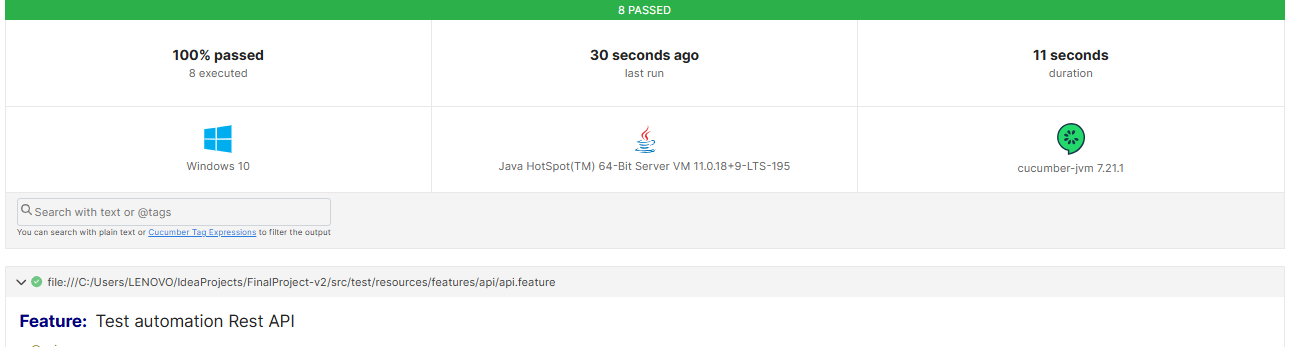 8 PASSED
100% passed
8 executed
30 seconds ago
last run
11 seconds
duration
Windows 10
Java HotSpot(TM) 64-Bit Server VM 11.0.18+9-LTS-195
cucumber-jvm 7.21.1
Search with text or @tags
You can search with plain text or Cucumber Tag Expressions to filter the output
file:///C:/Users/LENOVO/IdeaProjects/FinalProject-v2/src/test/resources/features/api/api.feature
Feature: Test automation Rest API